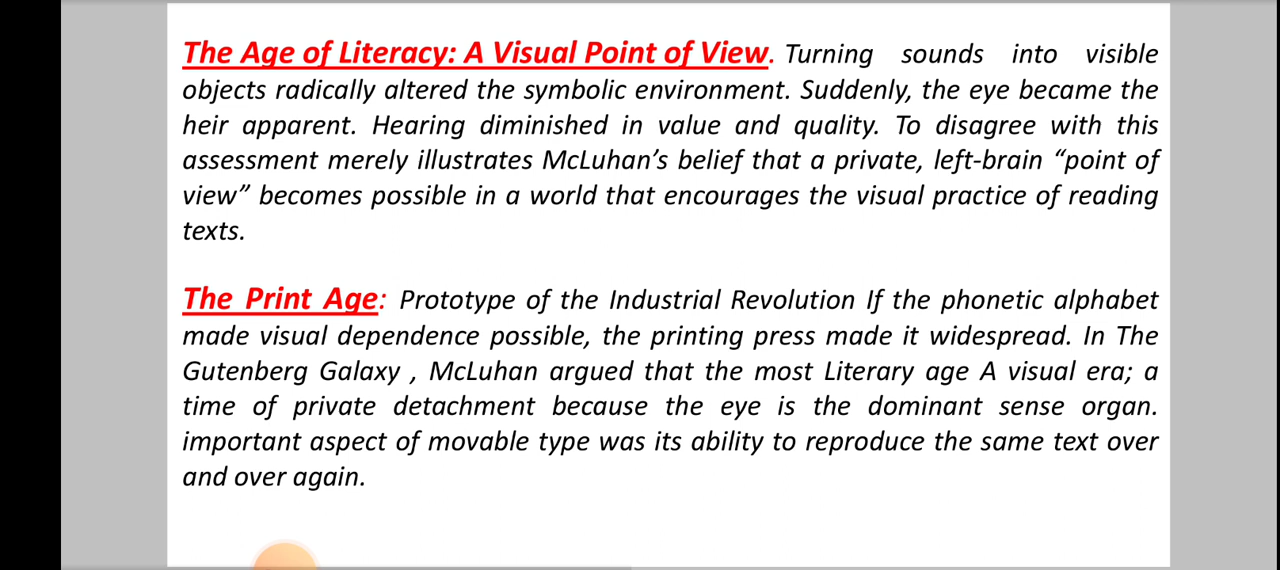 The Age of Literacy: A Visual Point of View. Turning sounds into visible
objects radically altered the symbolic environment. Suddenly, the eye became the
heir apparent. Hearing diminished in value and quality. To disagree with this
assessment merely illustrates McLuhan’s belief that a private, left-brain “point of
view” becomes possible in a world that encourages the visual practice of reading
texts.
The Print Age: Prototype of the Industrial Revolution If the phonetic alphabet
made visual dependence possible, the printing press made it widespread. In The
Gutenberg Galaxy , McLuhan argued that the most Literary age A visual era; a
time of private detachment because the eye is the dominant sense organ.
important aspect of movable type was its ability to reproduce the same text over
and over again.